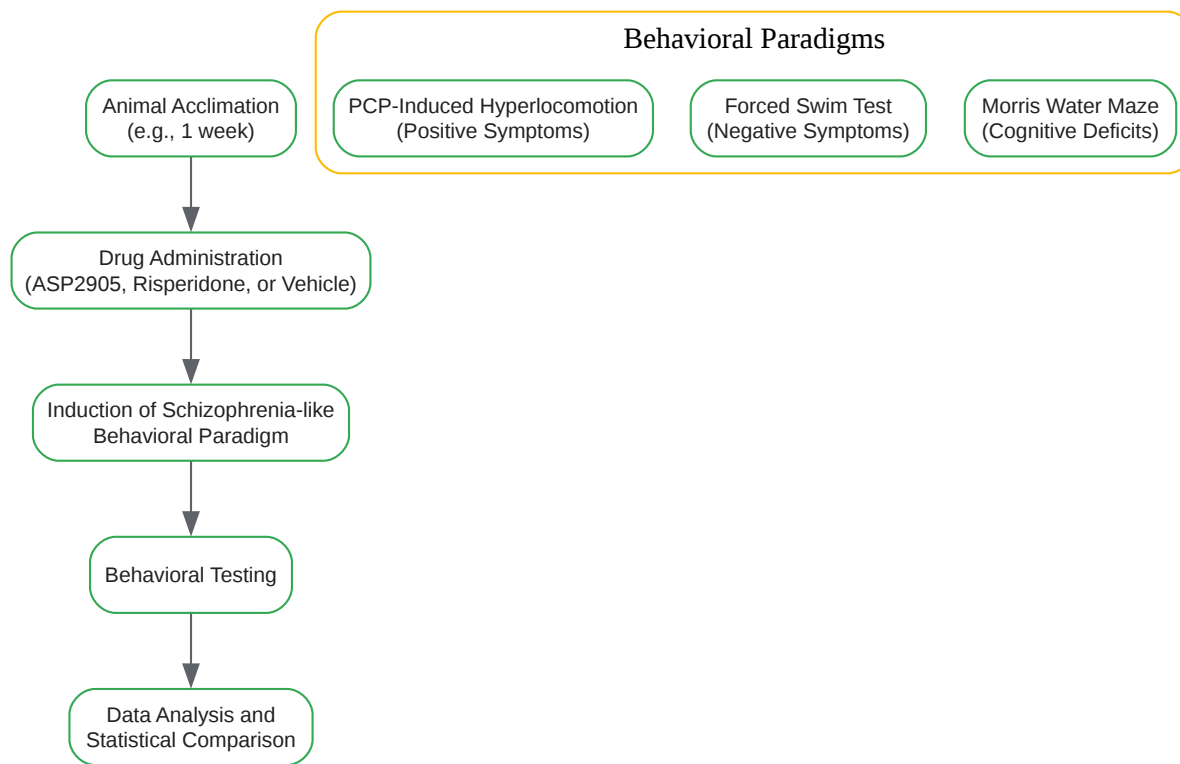 Behavioral Paradigms
Animal Acclimation
(e.g., 1 week)
PCP-Induced Hyperlocomotion
(Positive Symptoms)
Forced Swim Test
(Negative Symptoms)
Morris Water Maze
(Cognitive Deficits)
Drug Administration
(ASP2905, Risperidone, or Vehicle)
Induction of Schizophrenia-like
Behavioral Paradigm
Behavioral Testing
Data Analysis and
Statistical Comparison